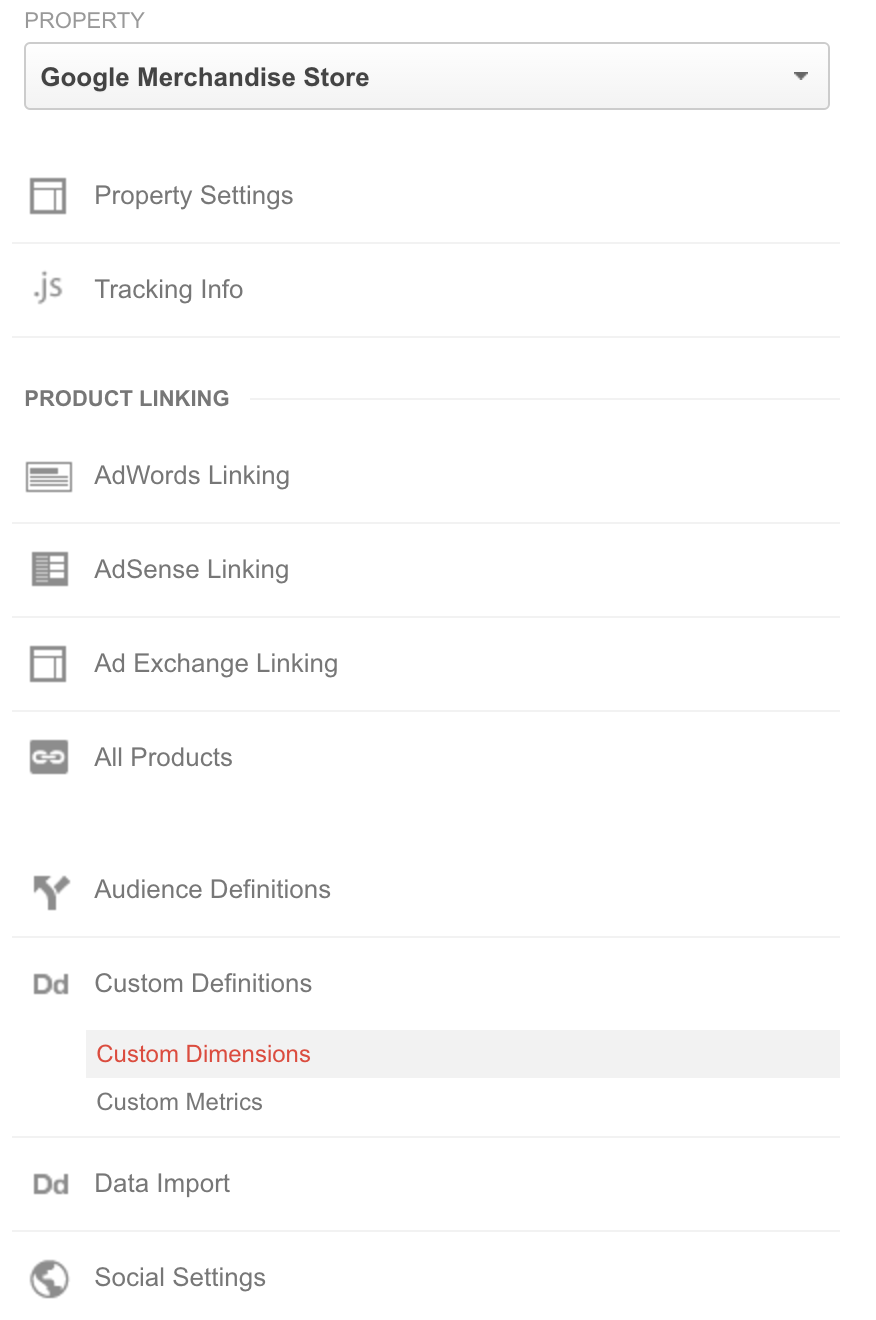 PROPERTY
Google Merchandise Store
Property Settings
.js Tracking Info
PRODUCT LINKING
AdWords Linking
AdSense Linking
Ad Exchange Linking
All Products
Audience Definitions
Dd Custom Definitions
Custom Dimensions
Custom Metrics
Dd Data Import
Social Settings